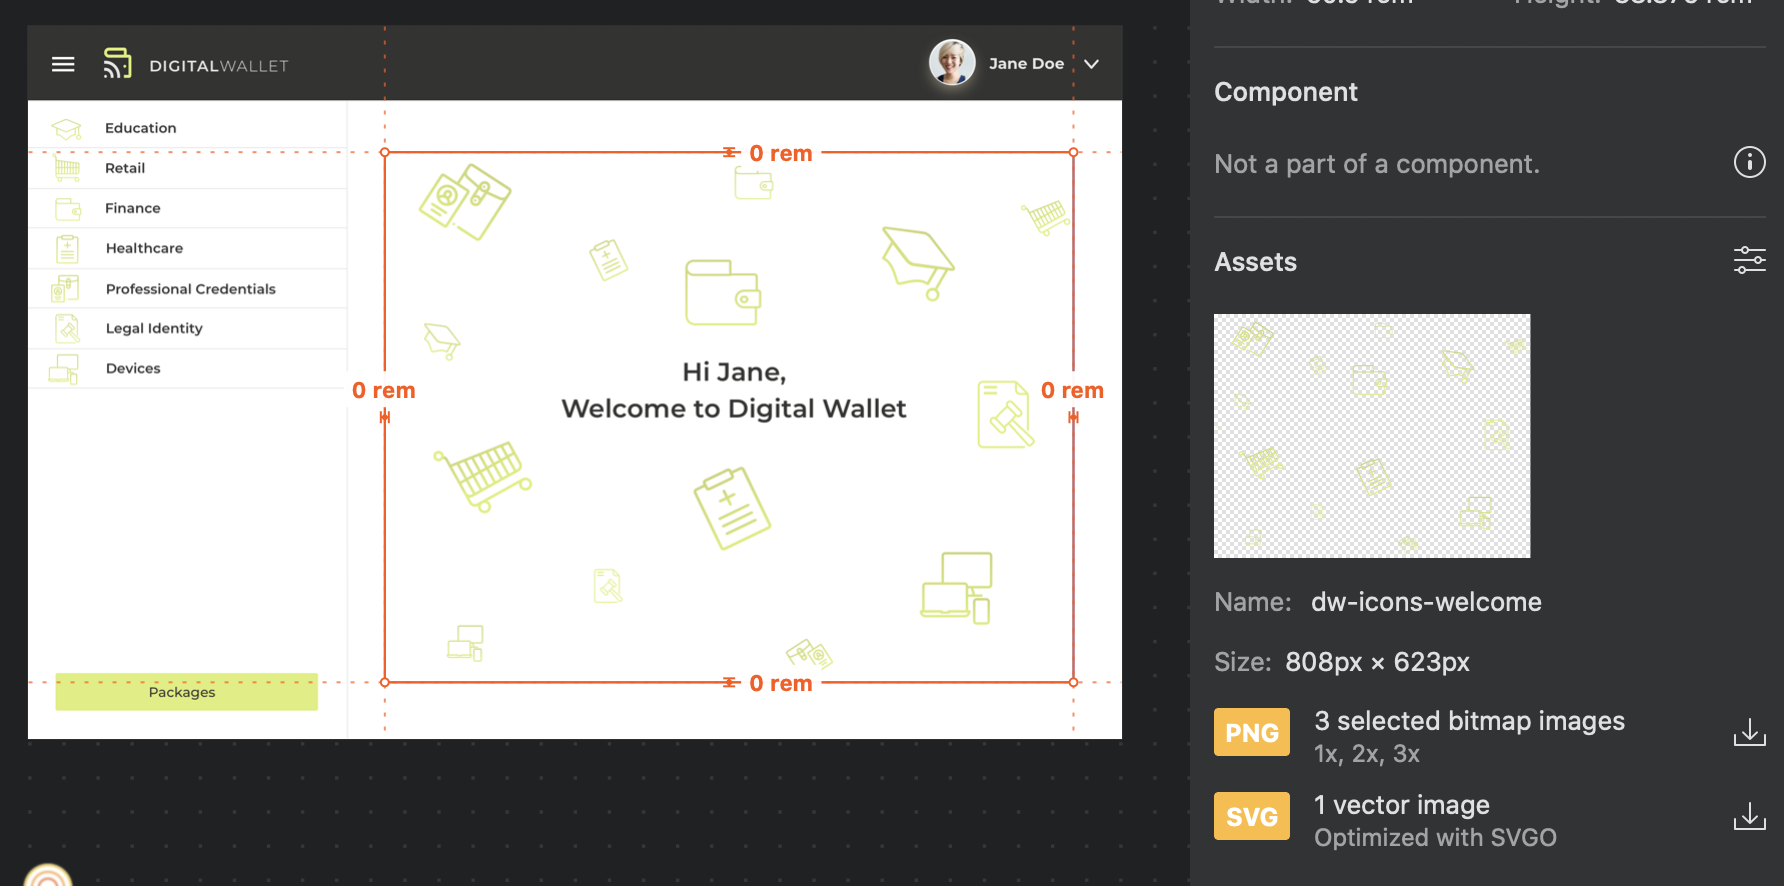 DIGITALWALLET
Jane Doe
Education
Retail
Finance
Healthcare
Professional Credentials
Legal Identity
Devices
Packages
0 rem
0 rem
0 rem
0 rem
Hi Jane,
Welcome to Digital Wallet
Component
Not a part of a component.
Assets
Name: dw-icons-welcome
Size: 808px × 623px
PNG
3 selected bitmap images
1x, 2x, 3x
SVG
1 vector image
Optimized with SVGO